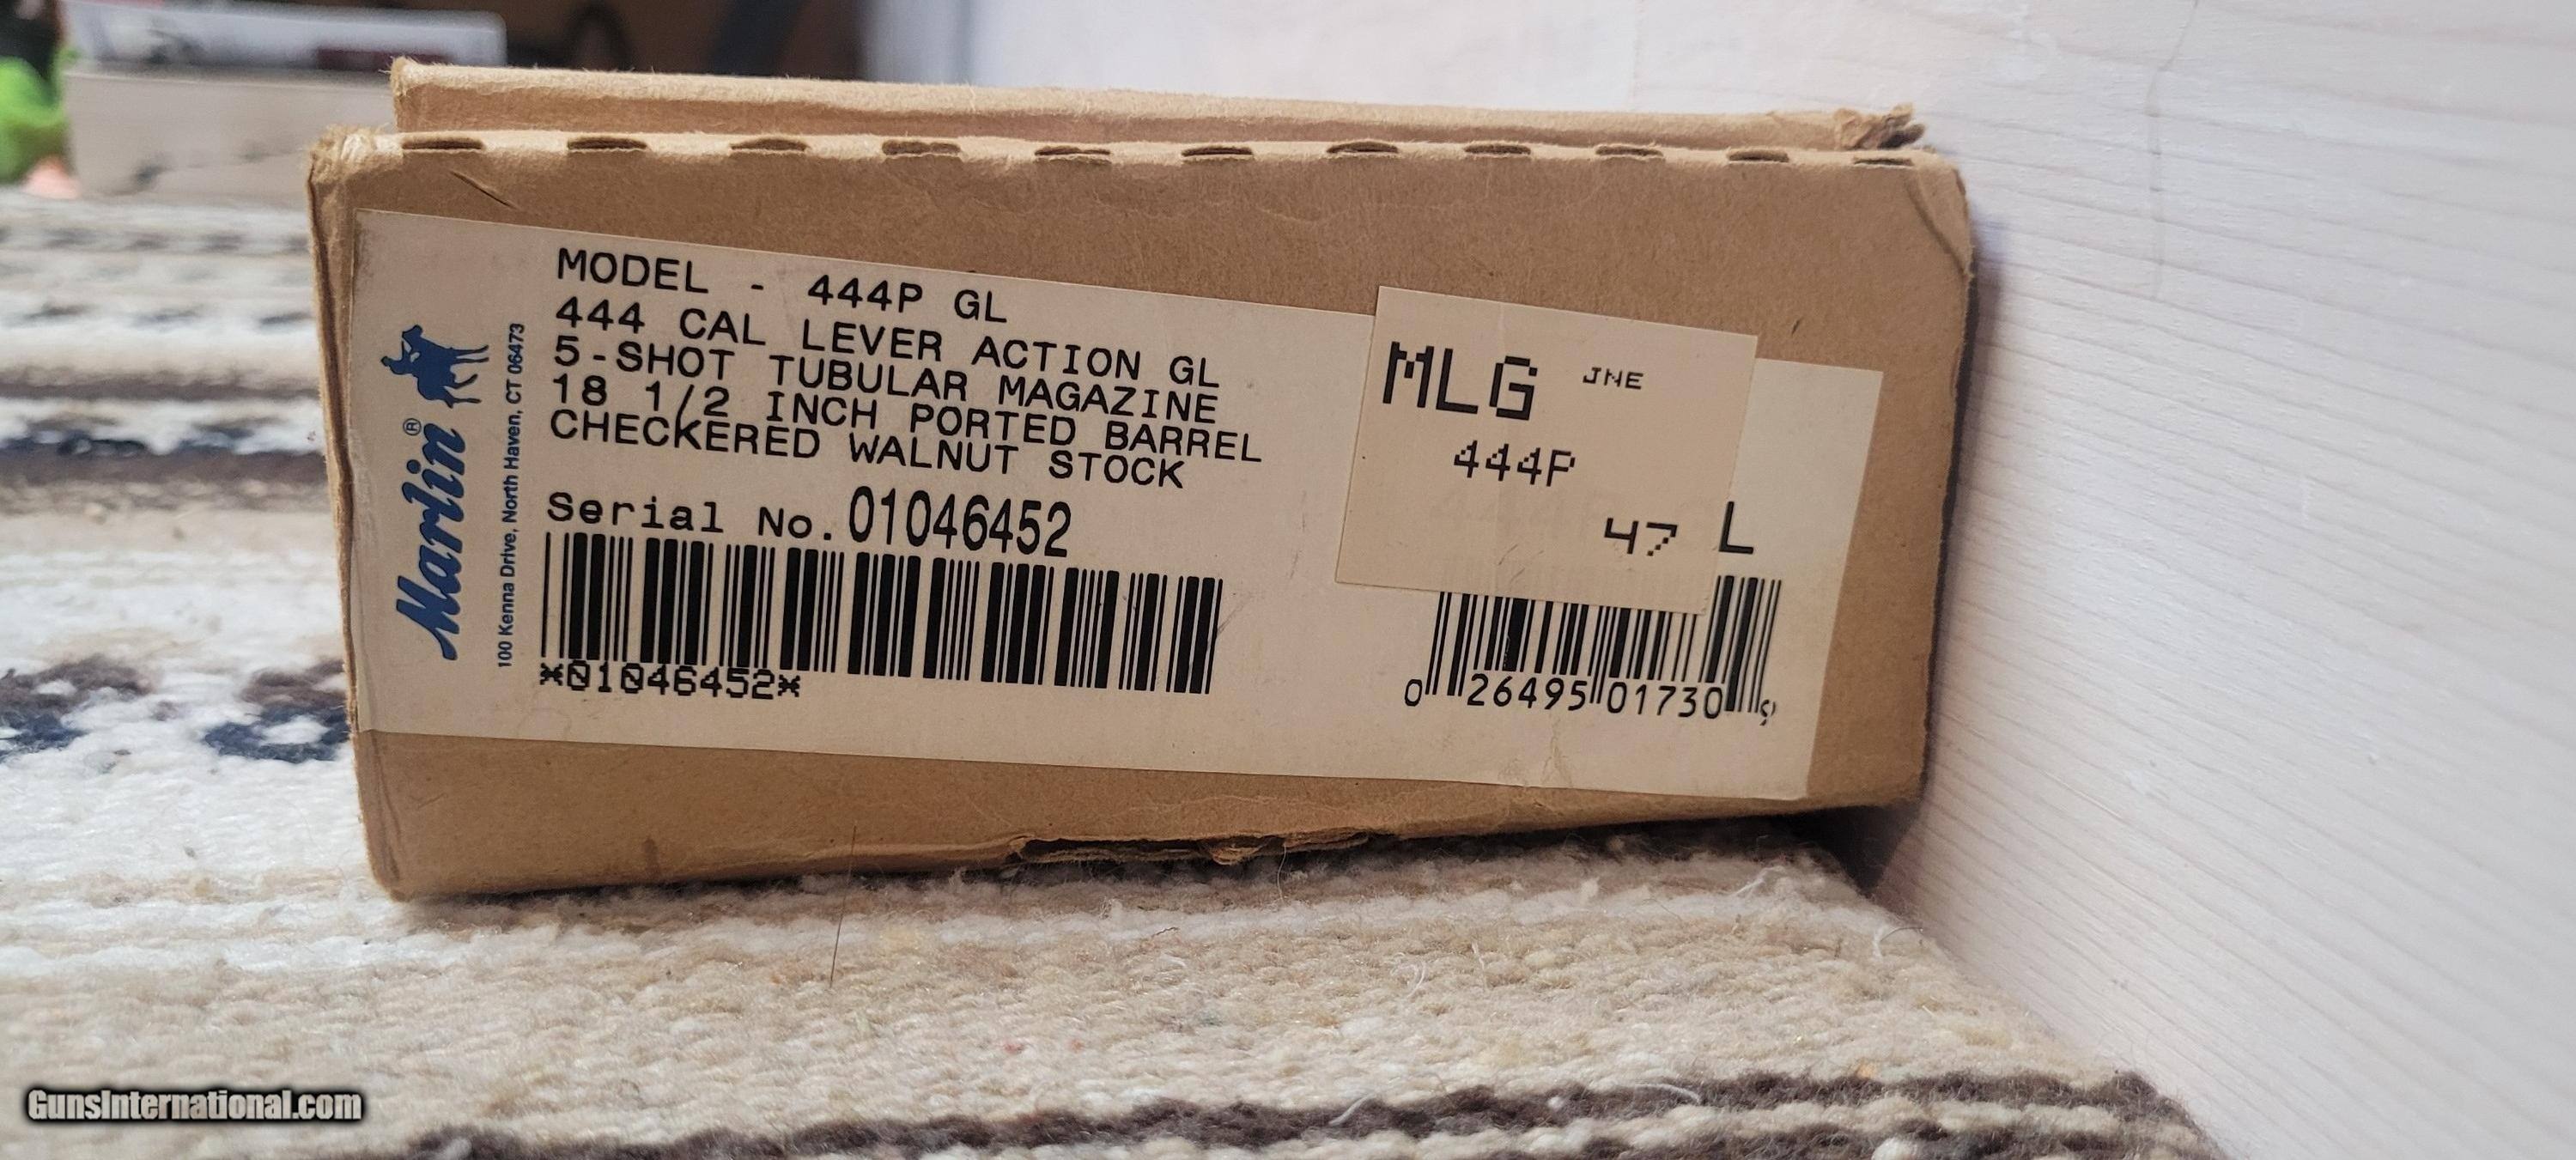 MODEL - 444P GL
444 CAL LEVER ACTION GL
5-SHOT TUBULAR MAGAZINE
18 1/2 INCH PORTED BARREL
CHECKERED WALNUT STOCK
Serial No. 01046452
*01046452*
Marlin®
100 Kenna Drive, North Haven, CT 06473
MLG JNE
444P
47
L
0 26495 01730 9
GunsInternational.com